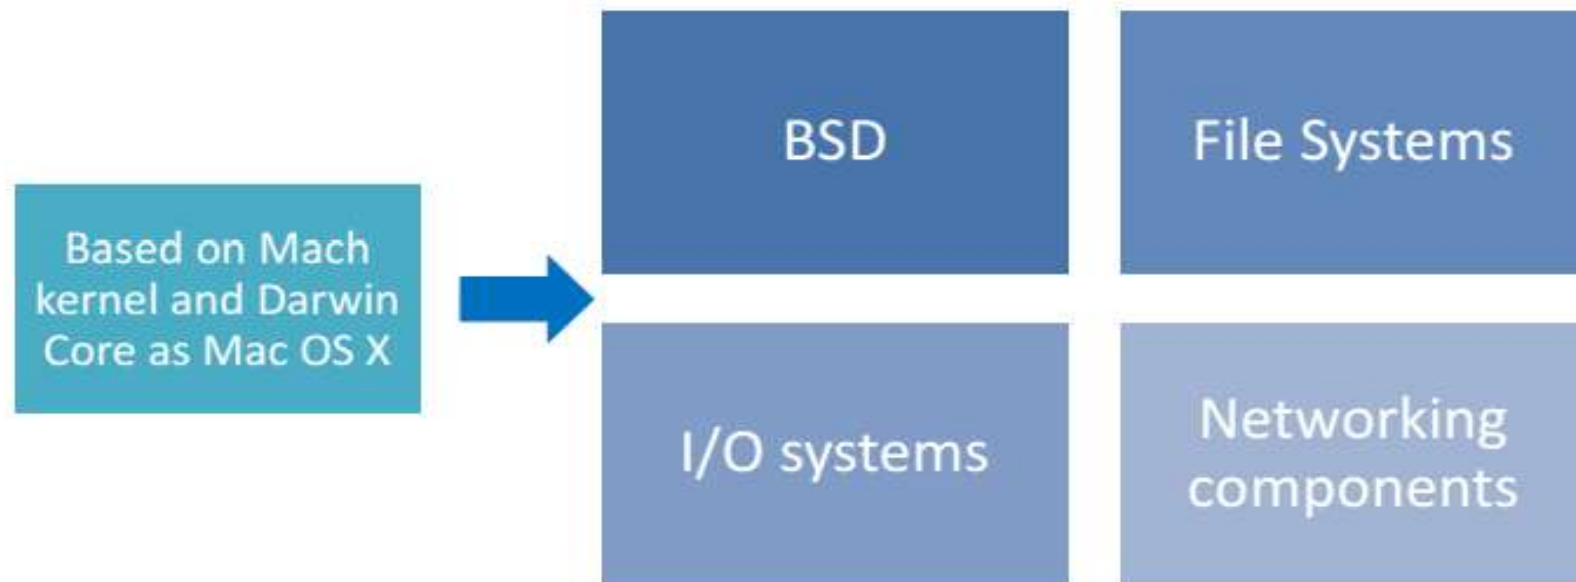 Based on Mach
kernel and Darwin
Core as Mac OS X
BSD
File Systems
I/O systems
Networking
components